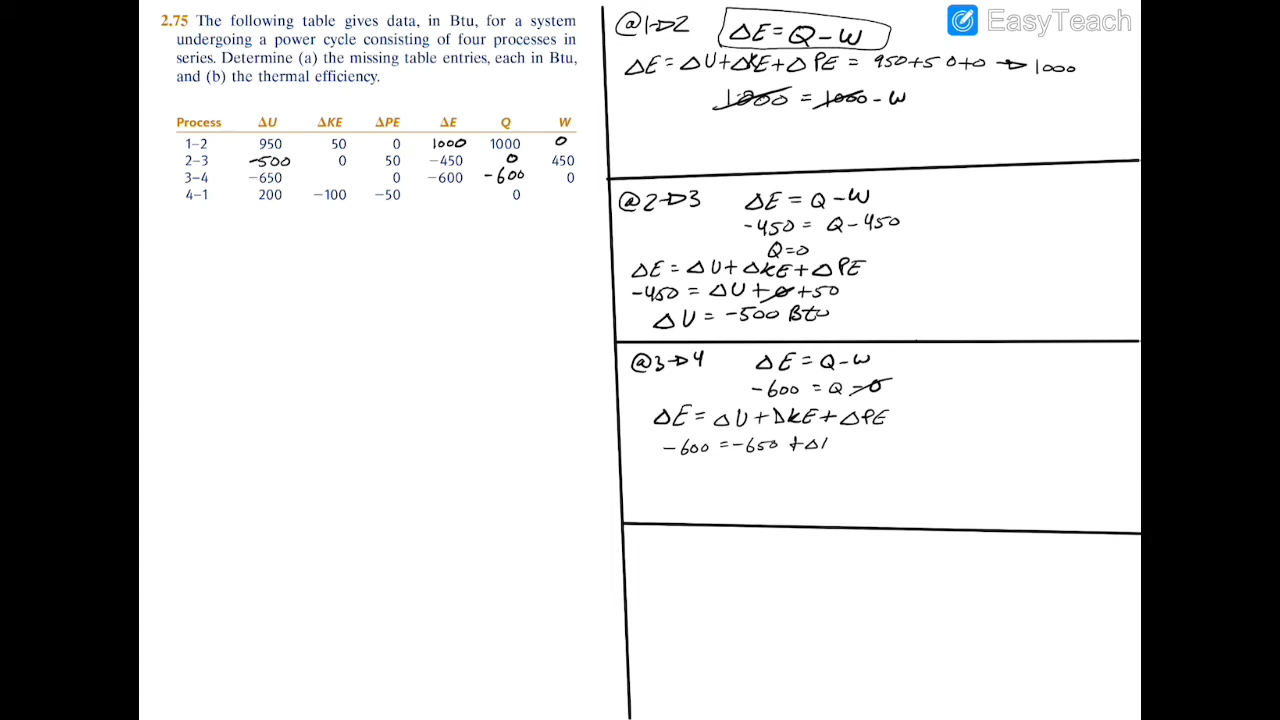 2.75 The following table gives data, in Btu, for a system
undergoing a power cycle consisting of four processes in
series. Determine (a) the missing table entries, each in Btu,
and (b) the thermal efficiency.
Process ΔU ΔKE ΔPE ΔE Q W
1–2 950 50 0 1000 1000 0
2–3 -500 0 50 −450 0 450
3–4 −650 0 −600 -600 0
4–1 200 −100 −50 0
EasyTeach
@1→2 ΔE = Q - W
ΔE = ΔU + ΔKE + ΔPE = 950+50+0 → 1000
1000 = 1000 - W
@2→3 ΔE = Q - W
-450 = Q - 450
Q=0
ΔE = ΔU + ΔKE + ΔPE
-450 = ΔU + 0 + 50
ΔU = -500 Btu
@3→4 ΔE = Q - W
-600 = Q - 0
ΔE = ΔU + ΔKE + ΔPE
-600 = -650 + Δ